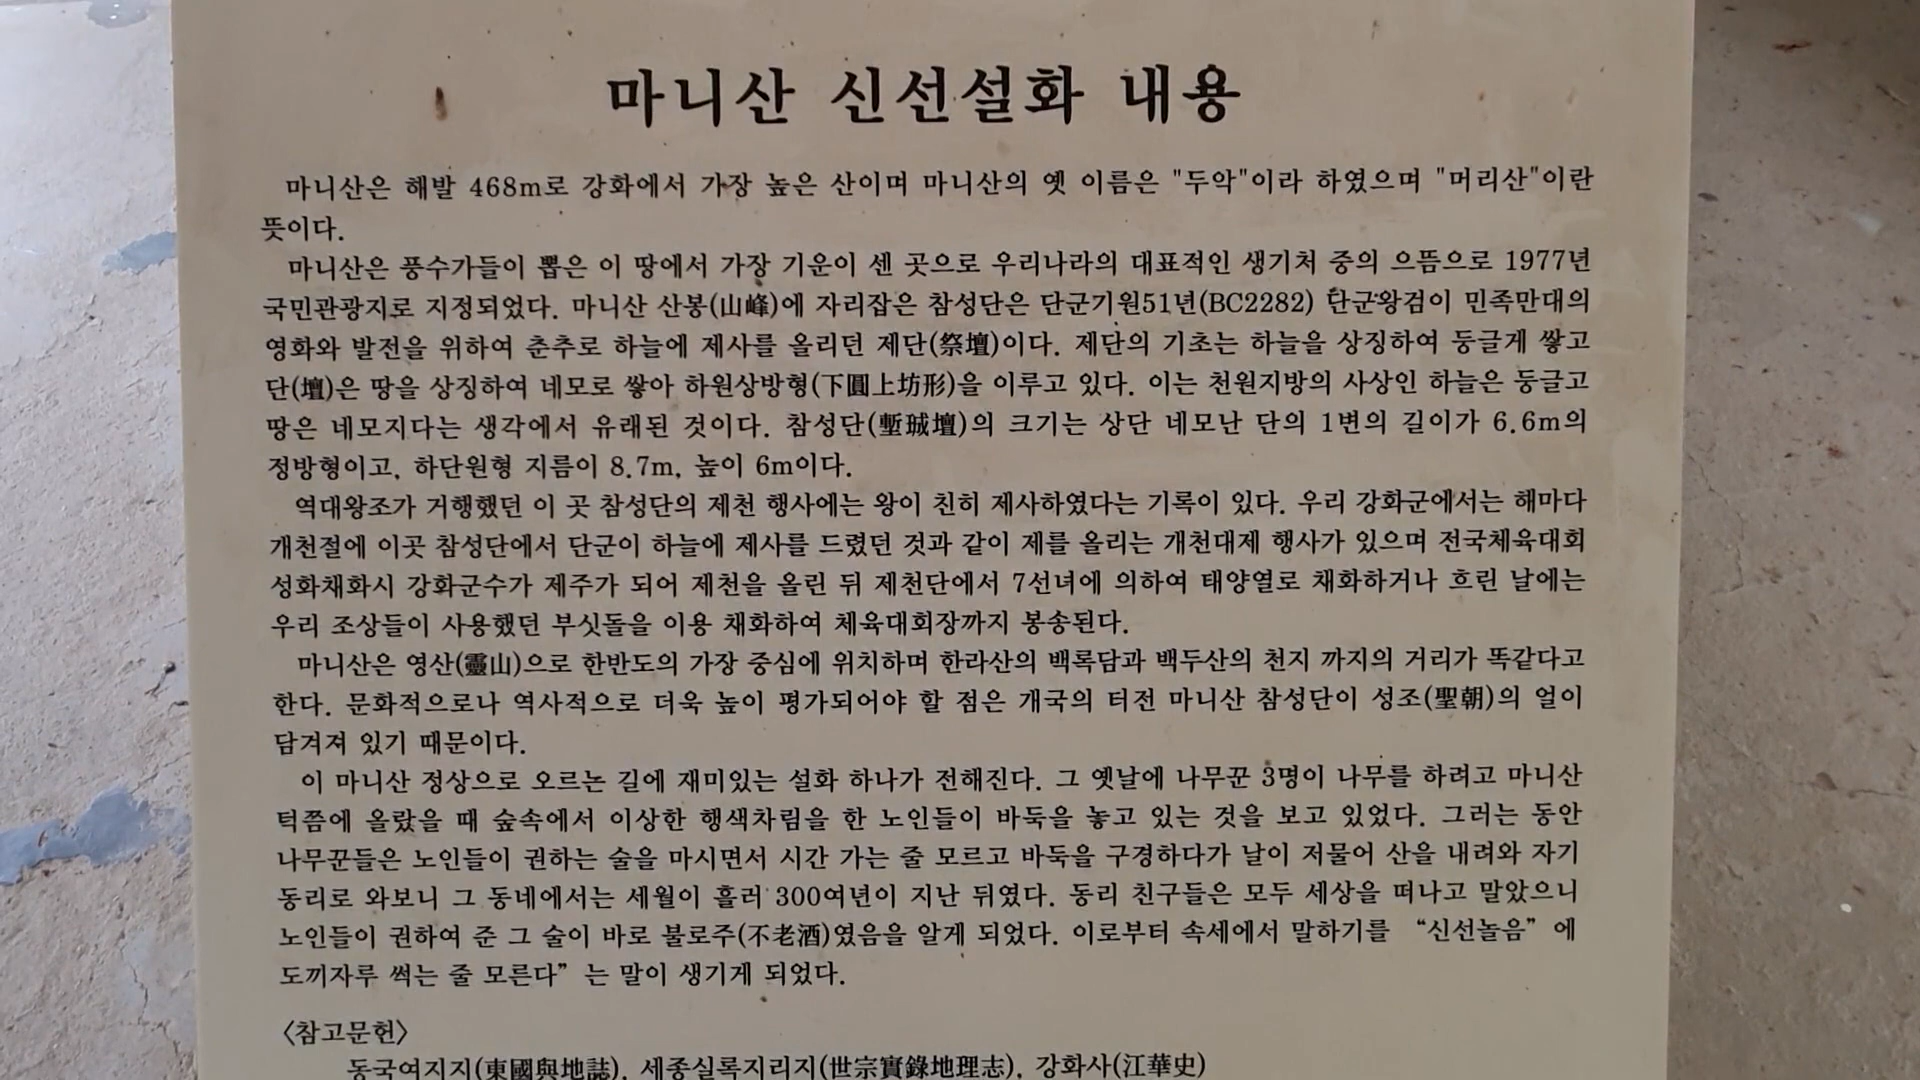 마니산 신선설화 내용
마니산은 해발 468m로 강화에서 가장 높은 산이며 마니산의 옛 이름은 "두악"이라 하였으며 "머리산"이란
뜻이다.
마니산은 풍수가들이 뽑은 이 땅에서 가장 기운이 센 곳으로 우리나라의 대표적인 생기처 중의 으뜸으로 1977년
국민관광지로 지정되었다. 마니산 산봉(山峰)에 자리잡은 참성단은 단군기원51년(BC2282) 단군왕검이 민족만대의
영화와 발전을 위하여 춘추로 하늘에 제사를 올리던 제단(祭壇)이다. 제단의 기초는 하늘을 상징하여 둥글게 쌓고
단(壇)은 땅을 상징하여 네모로 쌓아 하원상방형(下圓上坊形)을 이루고 있다. 이는 천원지방의 사상인 하늘은 둥글고
땅은 네모지다는 생각에서 유래된 것이다. 참성단(塹城壇)의 크기는 상단 네모난 단의 1변의 길이가 6.6m의
정방형이고, 하단원형 지름이 8.7m, 높이 6m이다.
역대왕조가 거행했던 이 곳 참성단의 제천 행사에는 왕이 친히 제사하였다는 기록이 있다. 우리 강화군에서는 해마다
개천절에 이곳 참성단에서 단군이 하늘에 제사를 드렸던 것과 같이 제를 올리는 개천대제 행사가 있으며 전국체육대회
성화채화시 강화군수가 제주가 되어 제천을 올린 뒤 제천단에서 7선녀에 의하여 태양열로 채화하거나 흐린 날에는
우리 조상들이 사용했던 부싯돌을 이용 채화하여 체육대회장까지 봉송된다.
마니산은 영산(靈山)으로 한반도의 가장 중심에 위치하며 한라산의 백록담과 백두산의 천지 까지의 거리가 똑같다고
한다. 문화적으로나 역사적으로 더욱 높이 평가되어야 할 점은 개국의 터전 마니산 참성단이 성조(聖朝)의 얼이
담겨져 있기 때문이다.
이 마니산 정상으로 오르는 길에 재미있는 설화 하나가 전해진다. 그 옛날에 나무꾼 3명이 나무를 하려고 마니산
턱쯤에 올랐을 때 숲속에서 이상한 행색차림을 한 노인들이 바둑을 놓고 있는 것을 보고 있었다. 그러는 동안
나무꾼들은 노인들이 권하는 술을 마시면서 시간 가는 줄 모르고 바둑을 구경하다가 날이 저물어 산을 내려와 자기
동리로 와보니 그 동네에서는 세월이 흘러 300여년이 지난 뒤였다. 동리 친구들은 모두 세상을 떠나고 말았으니
노인들이 권하여 준 그 술이 바로 불로주(不老酒)였음을 알게 되었다. 이로부터 속세에서 말하기를 “신선놀음” 에
도끼자루 썩는 줄 모른다” 는 말이 생기게 되었다.
〈참고문헌〉
동국여지지(東國與地誌), 세종실록지리지(世宗實錄地理志), 강화사(江華史)